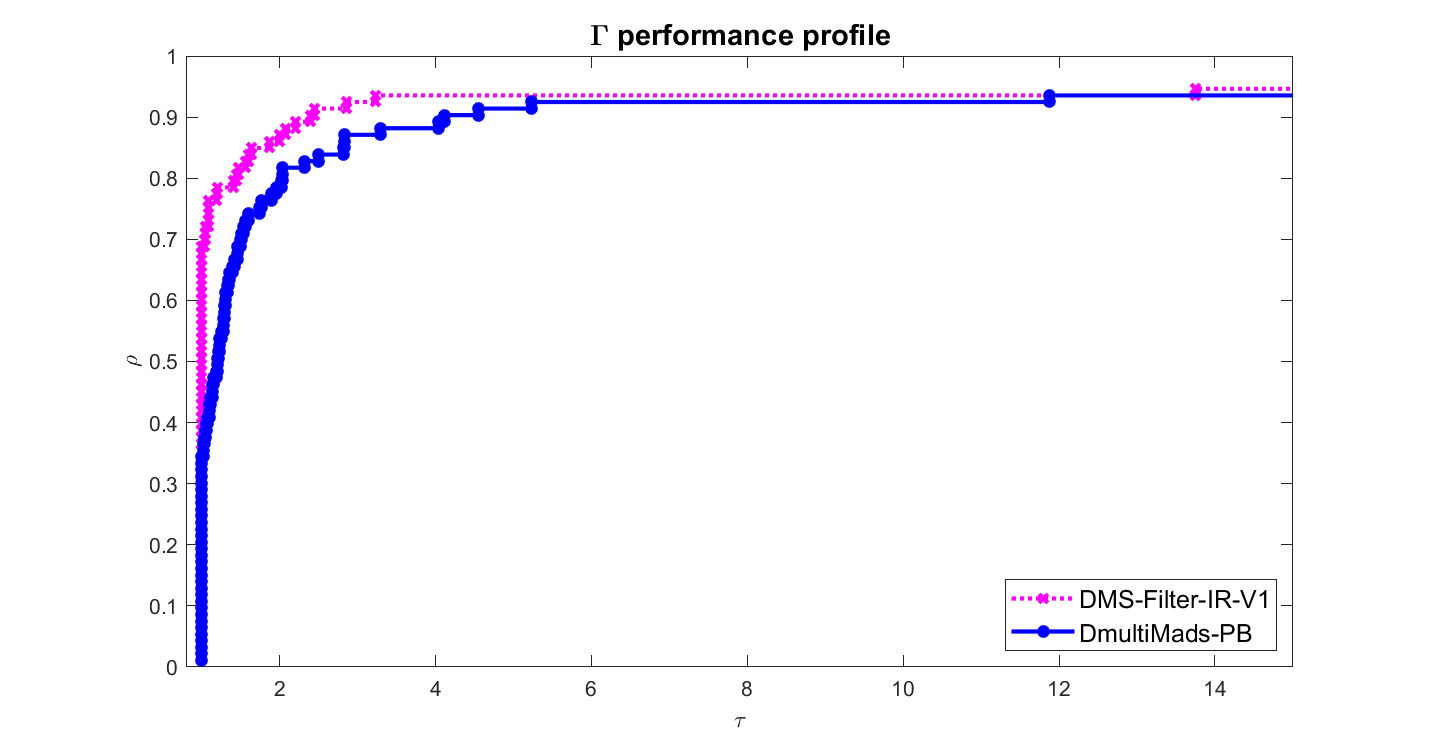 Γ performance profile
1
0.9
0.8
0.7
0.6
0.5
0.4
0.3
0.2
0.1
0
ρ
2 4 6 8 10 12 14
τ
DMS-Filter-IR-V1
DmultiMads-PB